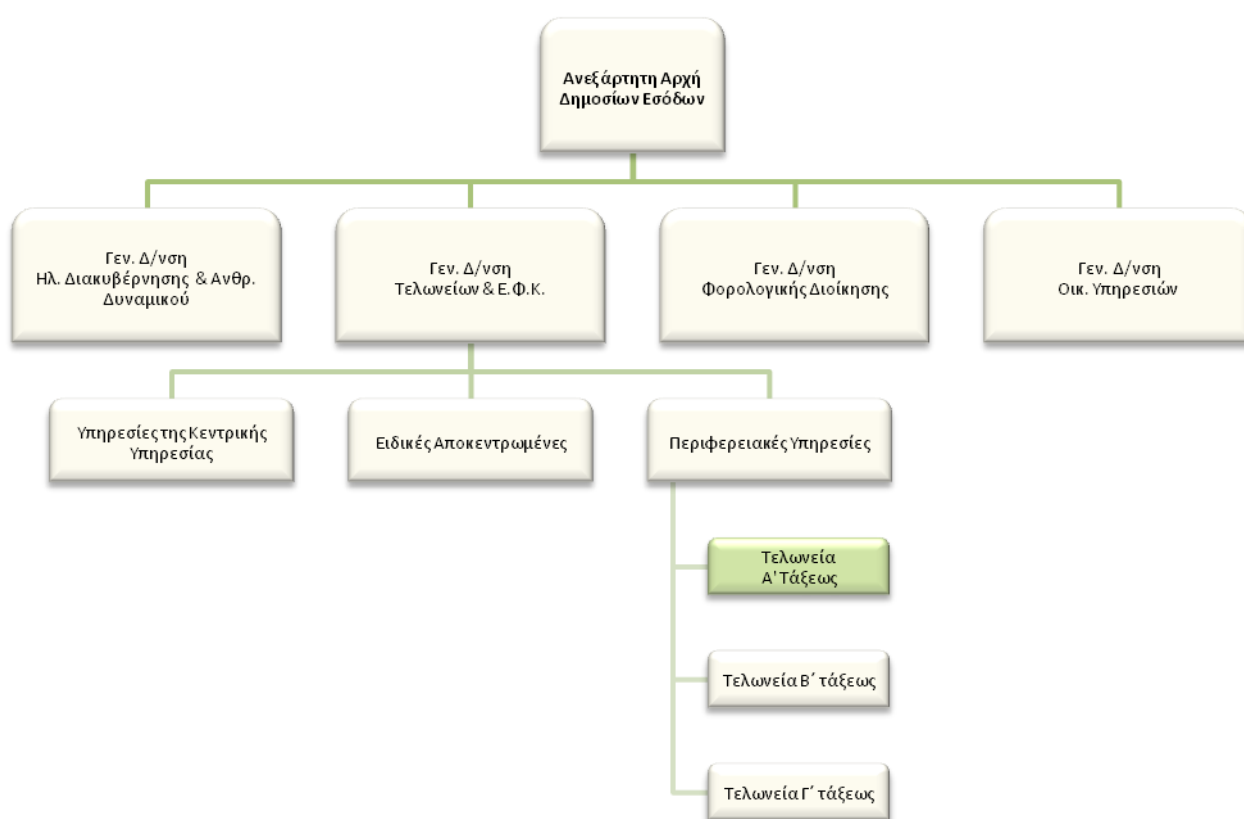 Ανεξάρτητη Αρχή
Δημοσίων Εσόδων
Γεν. Δ/νση
Ηλ. Διακυβέρνησης & Ανθρ.
Δυναμικού
Γεν. Δ/νση
Τελωνείων & Ε.Φ.Κ.
Γεν. Δ/νση
Φορολογικής Διοίκησης
Γεν. Δ/νση
Οικ. Υπηρεσιών
Υπηρεσίες της Κεντρικής
Υπηρεσίας
Ειδικές Αποκεντρωμένες
Περιφερειακές Υπηρεσίες
Τελωνεία
Α' Τάξεως
Τελωνεία Β΄ τάξεως
Τελωνεία Γ΄ τάξεως